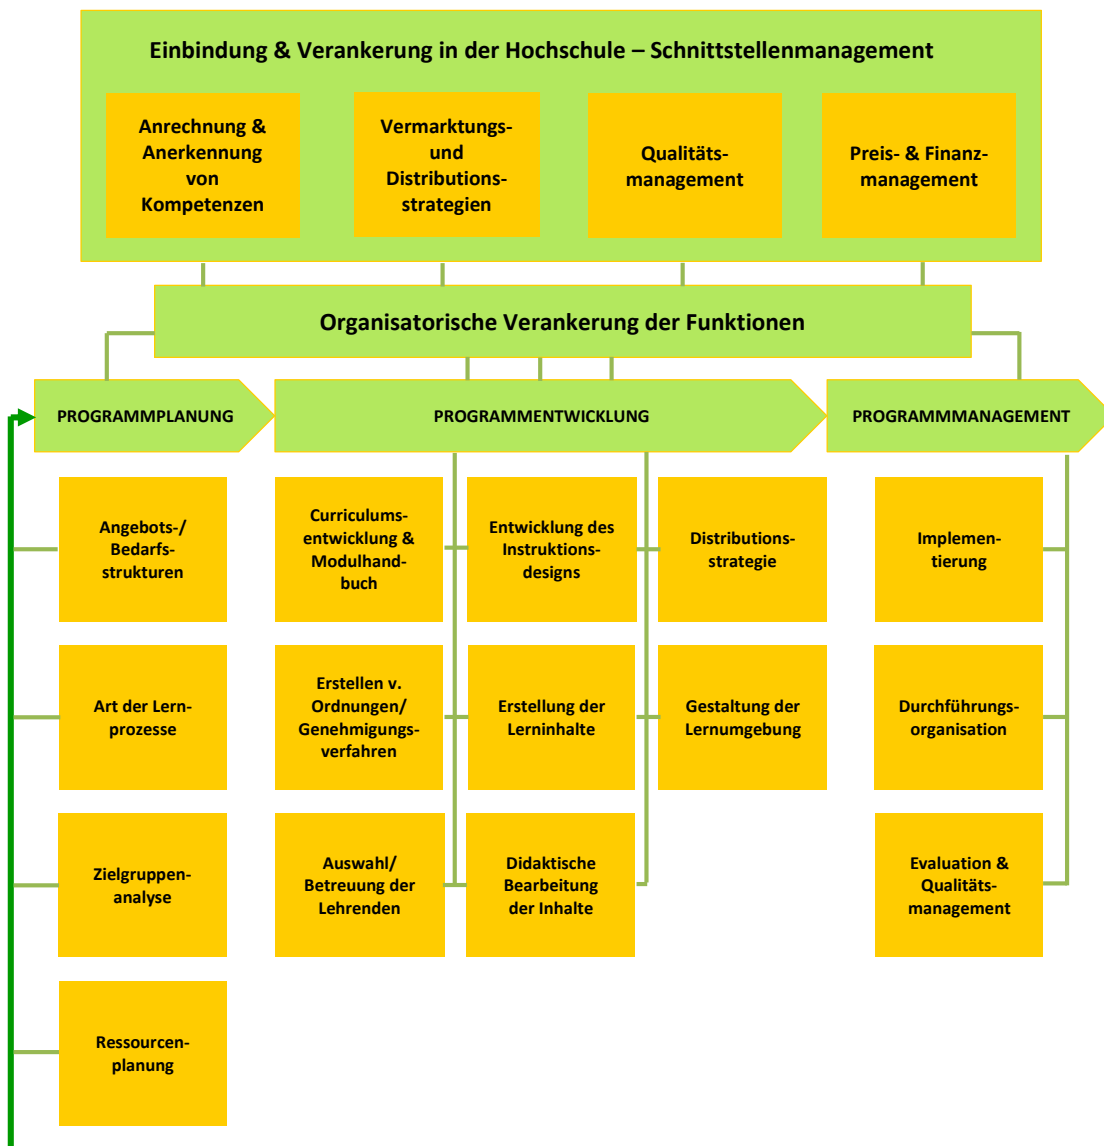 Einbindung & Verankerung in der Hochschule – Schnittstellenmanagement
Anrechnung &
Anerkennung
von
Kompetenzen
Vermarktungs-
und
Distributions-
strategien
Qualitäts-
management
Preis- & Finanz-
management
Organisatorische Verankerung der Funktionen
PROGRAMMPLANUNG
PROGRAMMENTWICKLUNG
PROGRAMMMANAGEMENT
Angebots-/
Bedarfs-
strukturen
Curriculums-
entwicklung &
Modulhand-
buch
Entwicklung des
Instruktions-
designs
Distributions-
strategie
Implemen-
tierung
Art der Lern-
prozesse
Erstellen v.
Ordnungen/
Genehmigungs-
verfahren
Erstellung der
Lerninhalte
Gestaltung der
Lernumgebung
Durchführungs-
organisation
Zielgruppen-
analyse
Auswahl/
Betreuung der
Lehrenden
Didaktische
Bearbeitung
der Inhalte
Evaluation &
Qualitäts-
management
Ressourcen-
planung